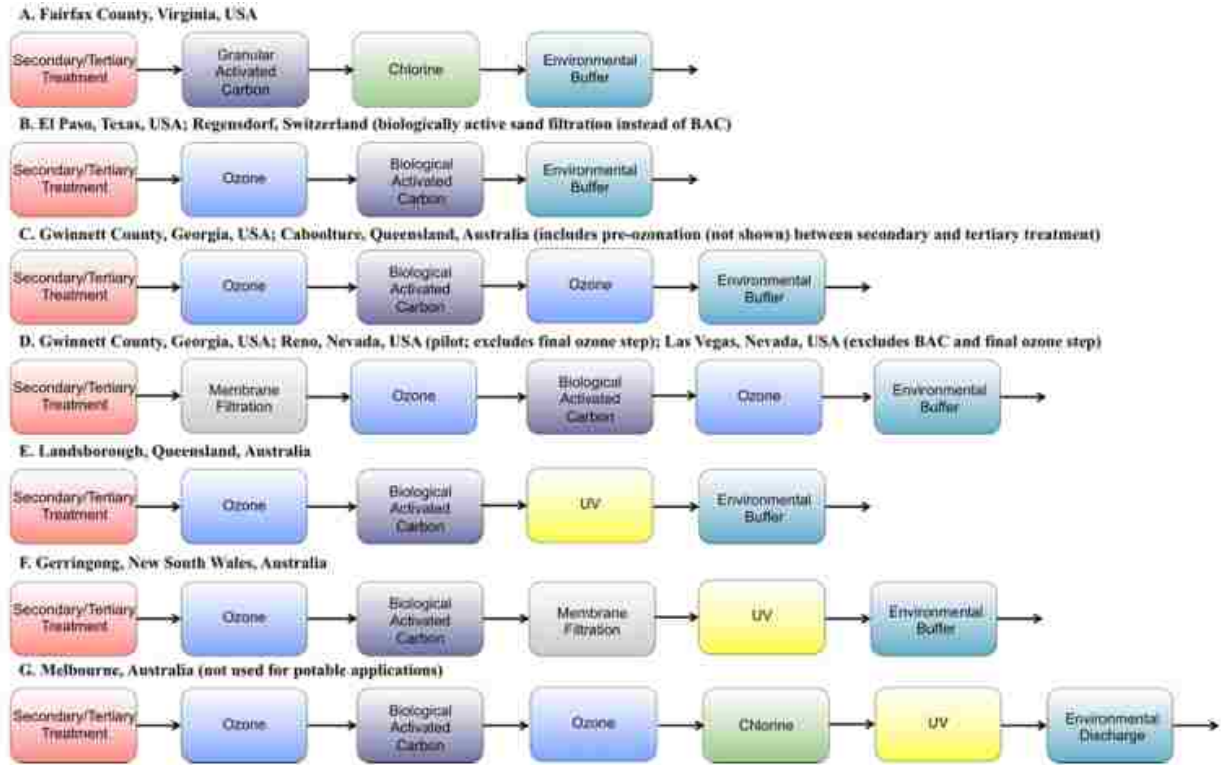 A. Fairfax County, Virginia, USA
Secondary/Tertiary
Treatment
Granular
Activated
Carbon
Chlorine
Environmental
Buffer
B. El Paso, Texas, USA; Regensdorf, Switzerland (biologically active sand filtration instead of BAC)
Secondary/Tertiary
Treatment
Ozone
Biological
Activated
Carbon
Environmental
Buffer
C. Gwinnett County, Georgia, USA; Caboolture, Queensland, Australia (includes pre-ozonation (not shown) between secondary and tertiary treatment)
Secondary/Tertiary
Treatment
Ozone
Biological
Activated
Carbon
Ozone
Environmental
Buffer
D. Gwinnett County, Georgia, USA; Reno, Nevada, USA (pilot; excludes final ozone step); Las Vegas, Nevada, USA (excludes BAC and final ozone step)
Secondary/Tertiary
Treatment
Membrane
Filtration
Ozone
Biological
Activated
Carbon
Ozone
Environmental
Buffer
E. Landsborough, Queensland, Australia
Secondary/Tertiary
Treatment
Ozone
Biological
Activated
Carbon
UV
Environmental
Buffer
F. Gerringong, New South Wales, Australia
Secondary/Tertiary
Treatment
Ozone
Biological
Activated
Carbon
Membrane
Filtration
UV
Environmental
Buffer
G. Melbourne, Australia (not used for potable applications)
Secondary/Tertiary
Treatment
Ozone
Biological
Activated
Carbon
Ozone
Chlorine
UV
Environmental
Discharge